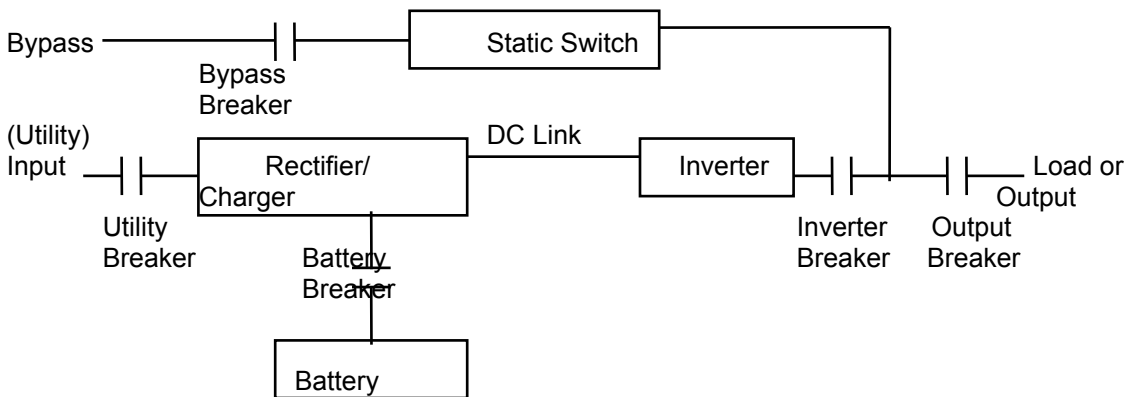 Bypass
Static Switch
Bypass
Breaker
(Utility)
Input
Rectifier/
Charger
DC Link
Inverter
Load or
Output
Utility
Breaker
Battery
Breaker
Inverter
Breaker
Output
Breaker
Battery